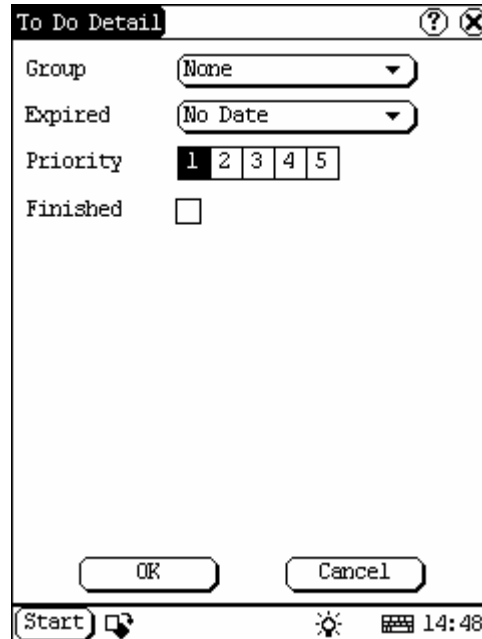 To Do Detail ?
Group None
Expired No Date
Priority 1 2 3 4 5
Finished
OK Cancel
Start 14:48